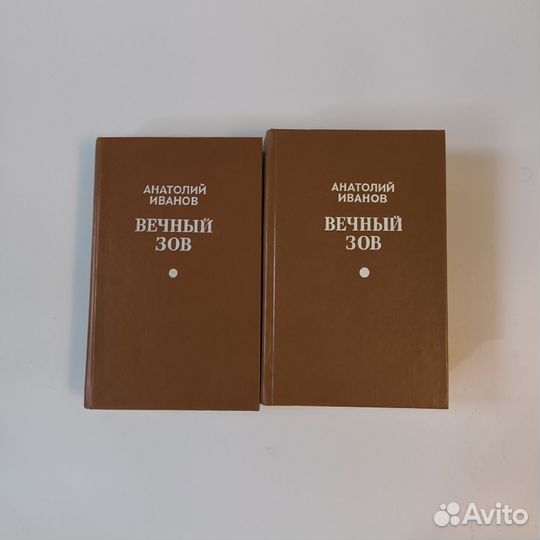 АНАТОЛИЙ
ИВАНОВ
ВЕЧНЫЙ
ЗОВ
АНАТОЛИЙ
ИВАНОВ
ВЕЧНЫЙ
ЗОВ
Avito